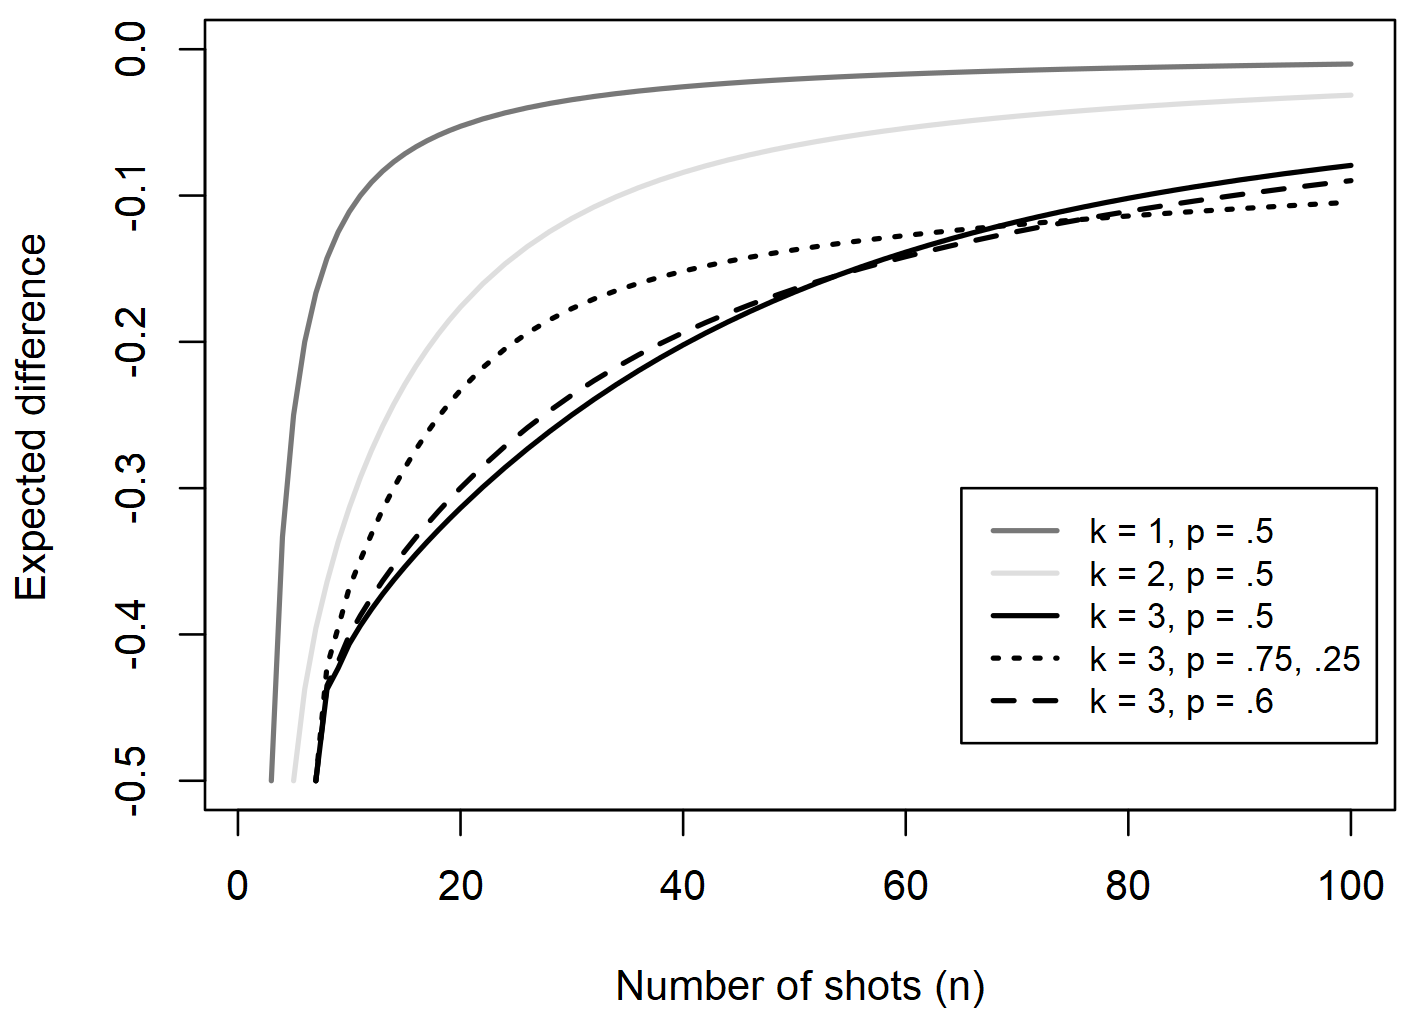 Expected difference
0.0
-0.1
-0.2
-0.3
-0.4
-0.5
k = 1, p = .5
k = 2, p = .5
k = 3, p = .5
k = 3, p = .75, .25
k = 3, p = .6
0 20 40 60 80 100
Number of shots (n)